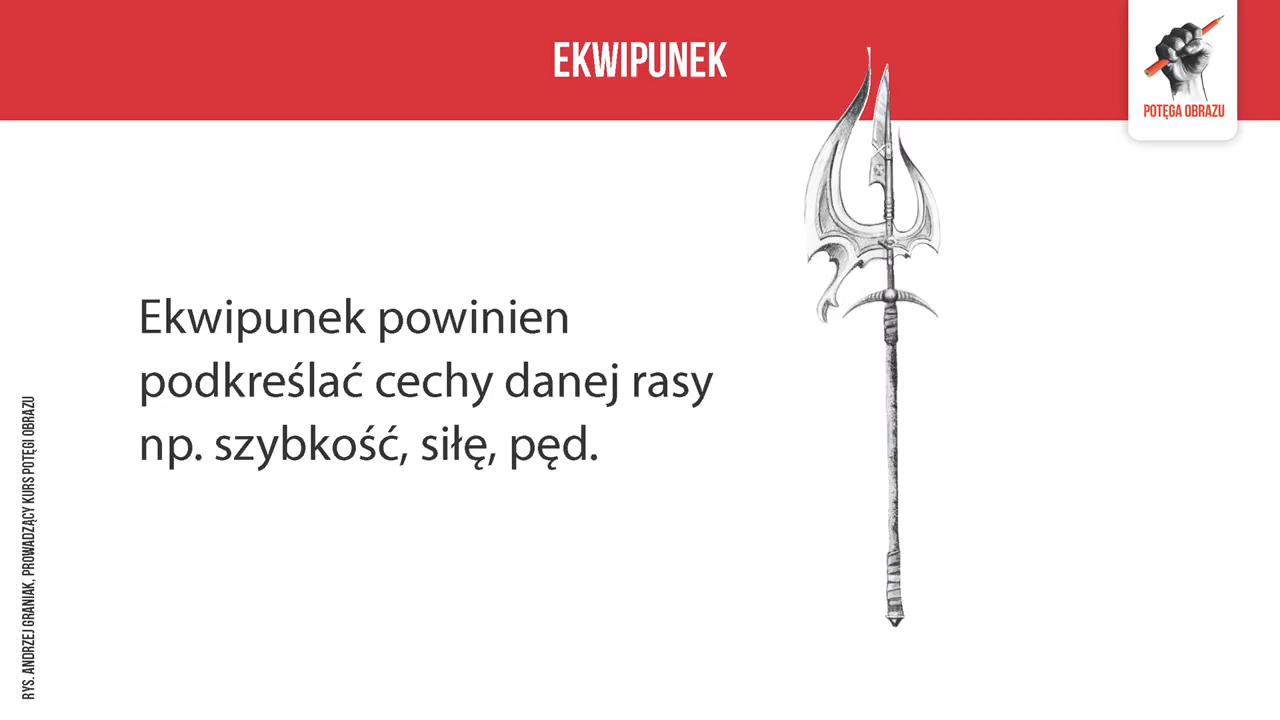 EKWIPUNEK
POTĘGA OBRAZU
Ekwipunek powinien
podkreślać cechy danej rasy
np. szybkość, siłę, pęd.
RYS. ANDRZEJ GRANIAK, PROWADZĄCY KURS POTĘGI OBRAZU